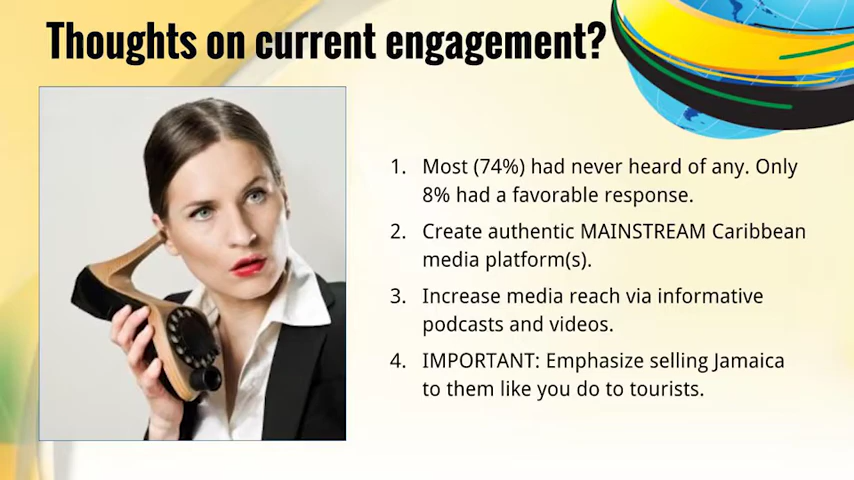 Thoughts on current engagement?
1. Most (74%) had never heard of any. Only
8% had a favorable response.
2. Create authentic MAINSTREAM Caribbean
media platform(s).
3. Increase media reach via informative
podcasts and videos.
4. IMPORTANT: Emphasize selling Jamaica
to them like you do to tourists.